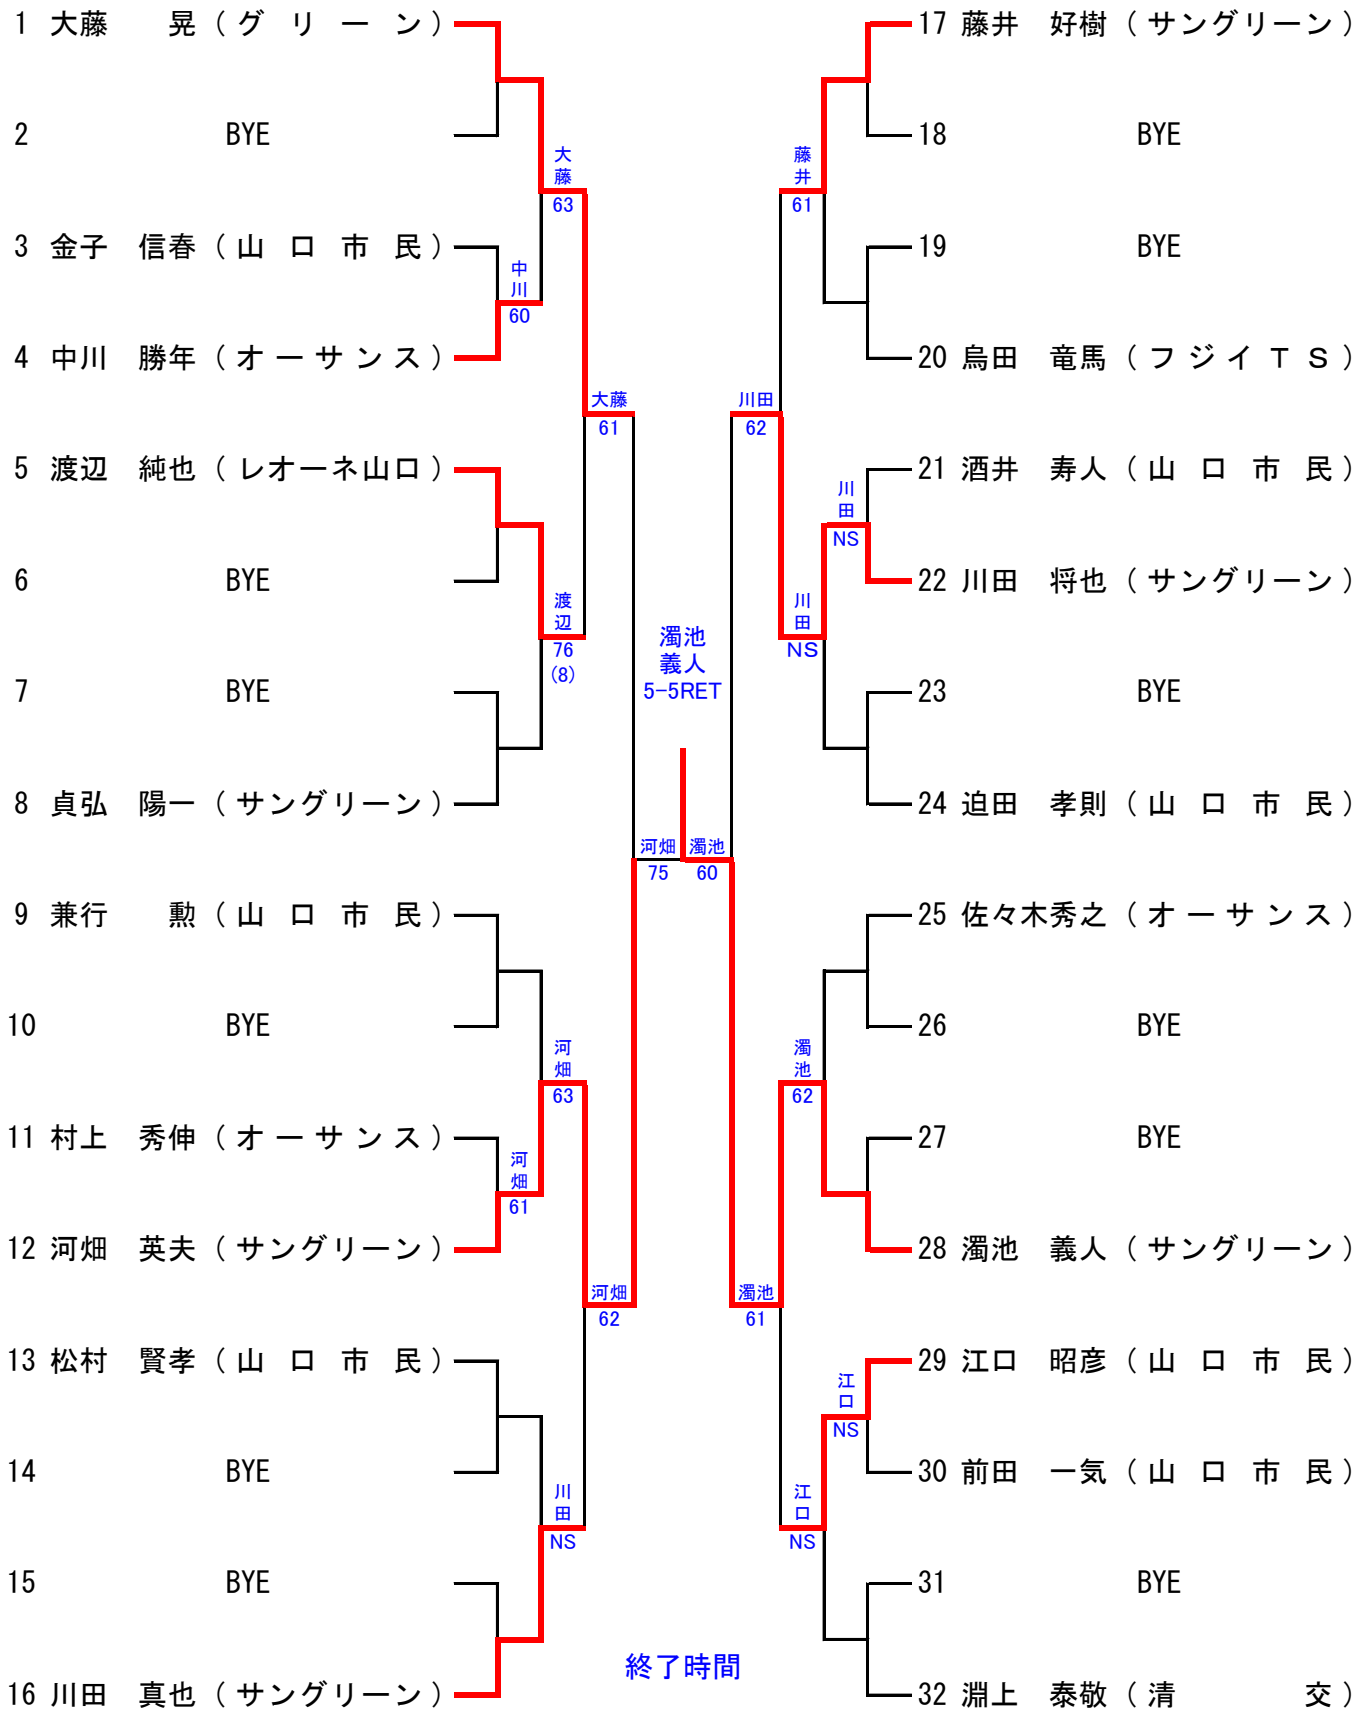 1 大藤 晃 (グリーン)
2 BYE
大藤
63
3 金子 信春 (山口市民)
中川
60
4 中川 勝年 (オーサンス)
大藤
61
5 渡辺 純也 (レオーネ山口)
6 BYE
渡辺
76
(8)
7 BYE
8 貞弘 陽一 (サングリーン)
河畑
75
9 兼行 勲 (山口市民)
10 BYE
河畑
63
11 村上 秀伸 (オーサンス)
河畑
61
12 河畑 英夫 (サングリーン)
河畑
62
13 松村 賢孝 (山口市民)
14 BYE
川田
NS
15 BYE
16 川田 真也 (サングリーン)
濁池
義人
5-5RET
終了時間
17 藤井 好樹 (サングリーン)
18 BYE
藤井
61
19 BYE
20 烏田 竜馬 (フジイTS)
川田
62
21 酒井 寿人 (山口市民)
川田
NS
22 川田 将也 (サングリーン)
川田
NS
23 BYE
24 迫田 孝則 (山口市民)
濁池
60
25 佐々木秀之 (オーサンス)
26 BYE
濁池
62
27 BYE
28 濁池 義人 (サングリーン)
濁池
61
29 江口 昭彦 (山口市民)
江口
NS
30 前田 一気 (山口市民)
江口
NS
31 BYE
32 淵上 泰敬 (清交)